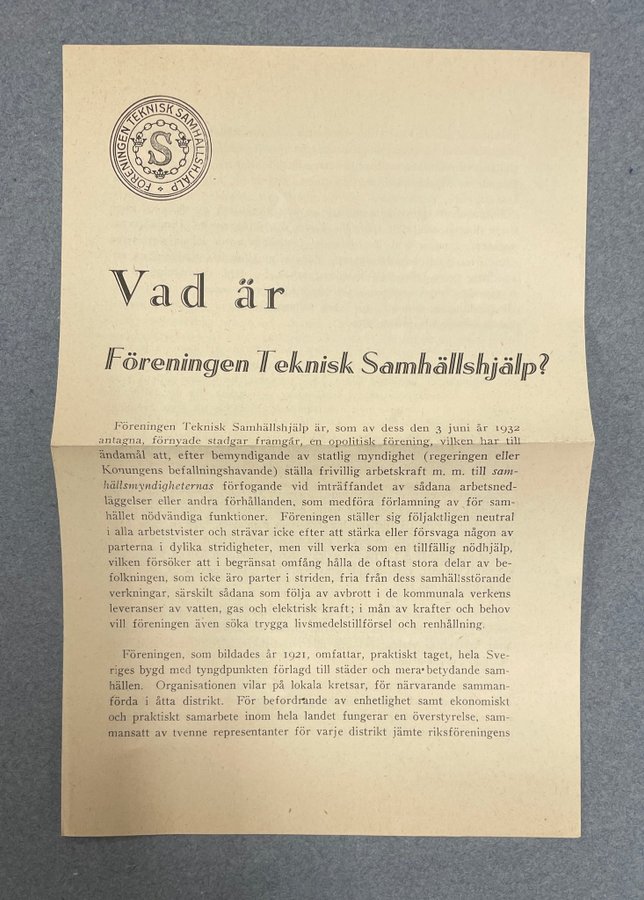 FÖRENINGEN TEKNISK SAMHÄLLSHJÄLP
S
Vad är
Föreningen Teknisk Samhällshjälp?
Föreningen Teknisk Samhällshjälp är, som av dess den 3 juni år 1932
antagna, förnyade stadgar framgår, en opolitisk förening, vilken har till
ändamål att, efter bemyndigande av statlig myndighet (regeringen eller
Konungens befallningshavande) ställa frivillig arbetskraft m. m. till sam-
hällsmyndigheternas förfogande vid inträffandet av sådana arbetsned-
läggelser eller andra förhållanden, som medföra förlamning av för sam-
hället nödvändiga funktioner. Föreningen ställer sig följaktligen neutral
i alla arbetstvister och strävar icke efter att stärka eller försvaga någon av
parterna i dylika stridigheter, men vill verka som en tillfällig nödhjälp,
vilken försöker att i begränsat omfång hålla de oftast stora delar av be-
folkningen, som icke äro parter i striden, fria från dess samhällsstörande
verkningar, särskilt sådana som följa av avbrott i de kommunala verkens
leveranser av vatten, gas och elektrisk kraft; i mån av krafter och behov
vill föreningen även söka trygga livsmedelstillförsel och renhållning.
Föreningen, som bildades år 1921, omfattar, praktiskt taget, hela Sve-
riges bygd med tyngdpunkten förlagd till städer och mera betydande sam-
hällen. Organisationen vilar på lokala kretsar, för närvarande samman-
förda i åtta distrikt. För befordrande av enhetlighet samt ekonomiskt
och praktiskt samarbete inom hela landet fungerar en överstyrelse, sam-
mansatt av tvenne representanter för varje distrikt jämte riksföreningens